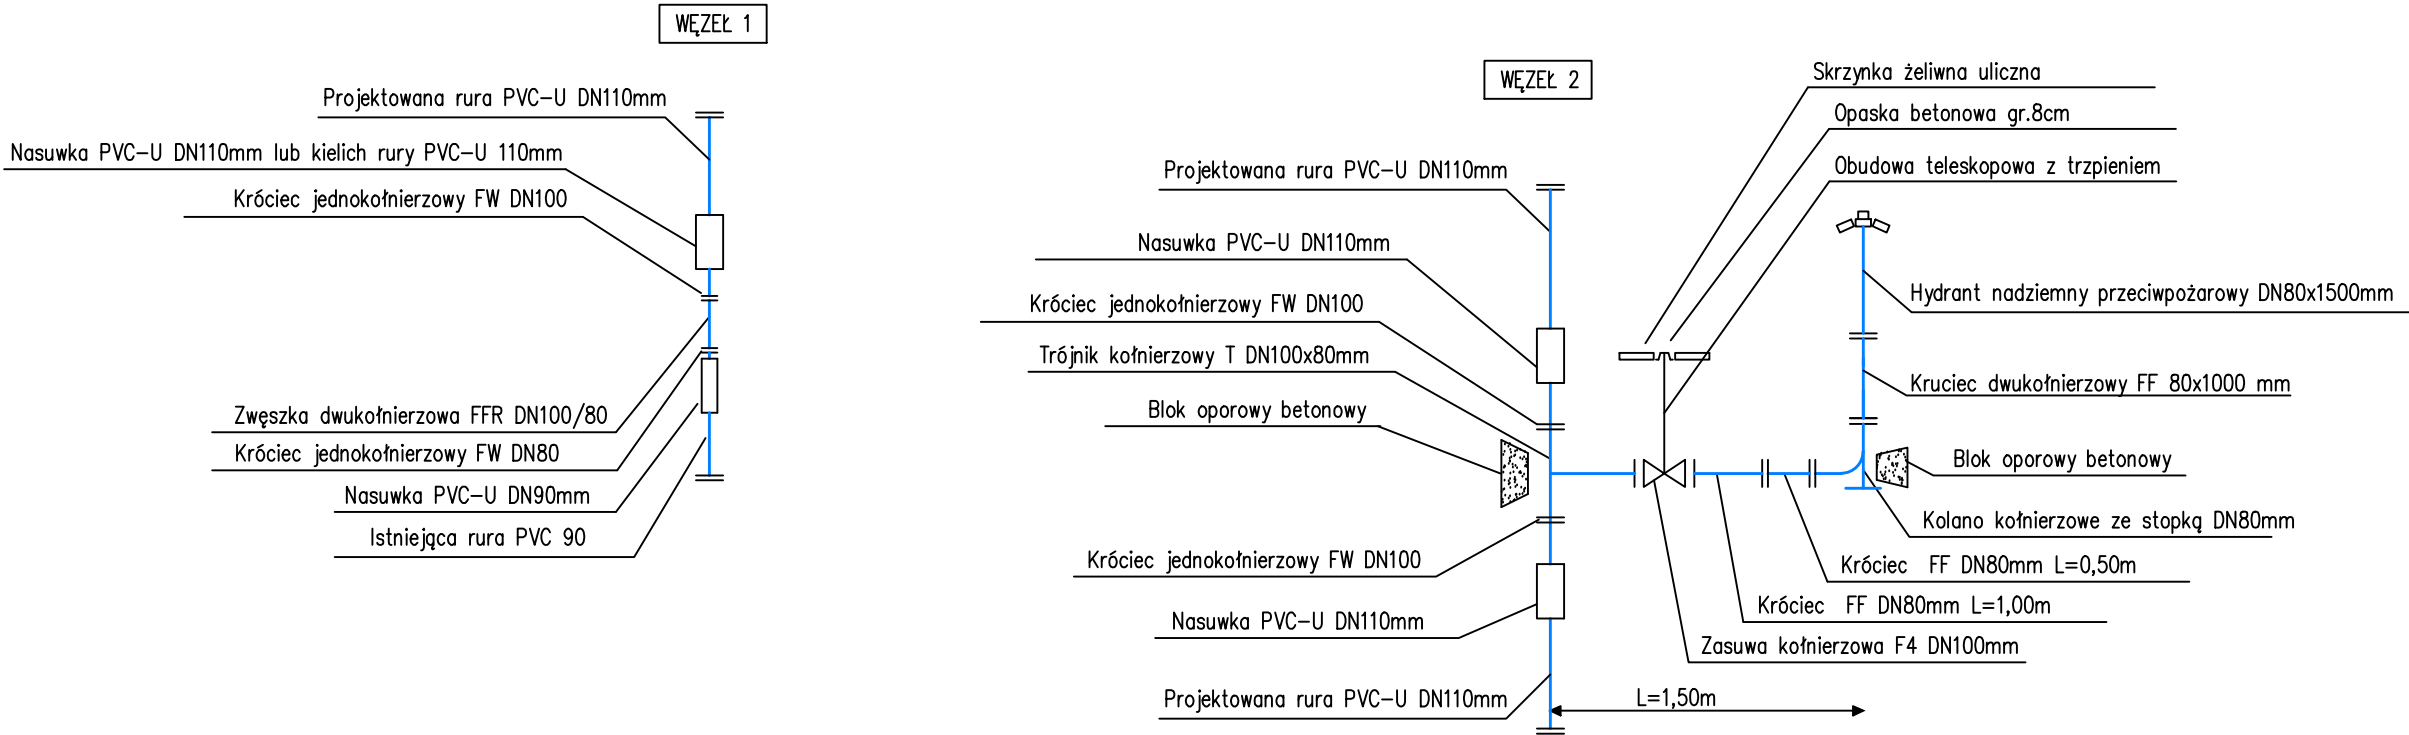 WĘZEŁ 1
Projektowana rura PVC-U DN110mm
Nasuwka PVC-U DN110mm lub kielich rury PVC-U 110mm
Króciec jednokołnierzowy FW DN100
Zwęszka dwukołnierzowa FFR DN100/80
Króciec jednokołnierzowy FW DN80
Nasuwka PVC-U DN90mm
Istniejąca rura PVC 90
WĘZEŁ 2
Projektowana rura PVC-U DN110mm
Nasuwka PVC-U DN110mm
Króciec jednokołnierzowy FW DN100
Trójnik kołnierzowy T DN100x80mm
Blok oporowy betonowy
Króciec jednokołnierzowy FW DN100
Nasuwka PVC-U DN110mm
Projektowana rura PVC-U DN110mm
Skrzynka żeliwna uliczna
Opaska betonowa gr.8cm
Obudowa teleskopowa z trzpieniem
Hydrant nadziemny przeciwpożarowy DN80x1500mm
Kruciec dwukołnierzowy FF 80x1000 mm
Blok oporowy betonowy
Kolano kołnierzowe ze stopką DN80mm
Króciec FF DN80mm L=0,50m
Króciec FF DN80mm L=1,00m
Zasuwa kołnierzowa F4 DN100mm
L=1,50m